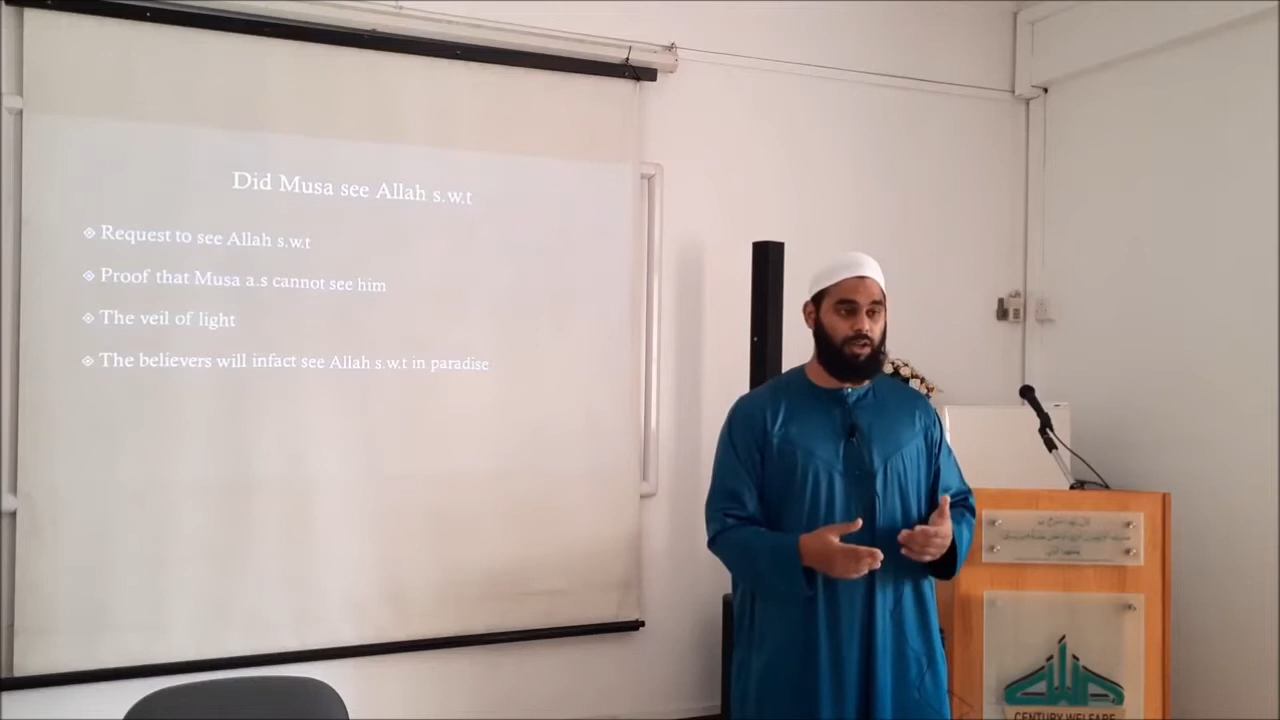 Did Musa see Allah s.w.t
Request to see Allah s.w.t
Proof that Musa a.s cannot see him
The veil of light
The believers will infact see Allah s.w.t in paradise
CENTURY WELFARE